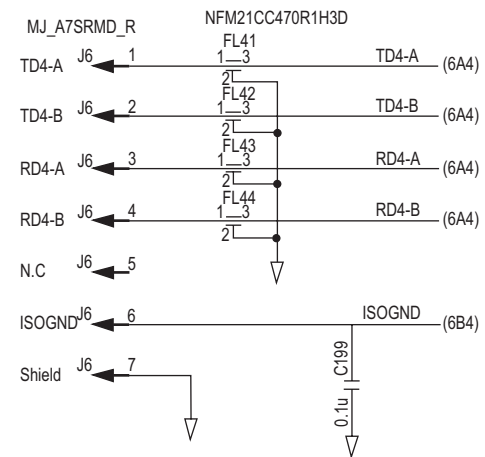 NFM21CC470R1H3D
MJ_A7SRMD_R
FL41
TD4-A J6 1 1 3 TD4-A (6A4)
2
FL42
TD4-B J6 2 1 3 TD4-B (6A4)
2
FL43
RD4-A J6 3 1 3 RD4-A (6A4)
2
FL44
RD4-B J6 4 1 3 RD4-B (6A4)
2
N.C J6 5
ISOGND J6 6 ISOGND (6B4)
C199
Shield J6 7
0.1u